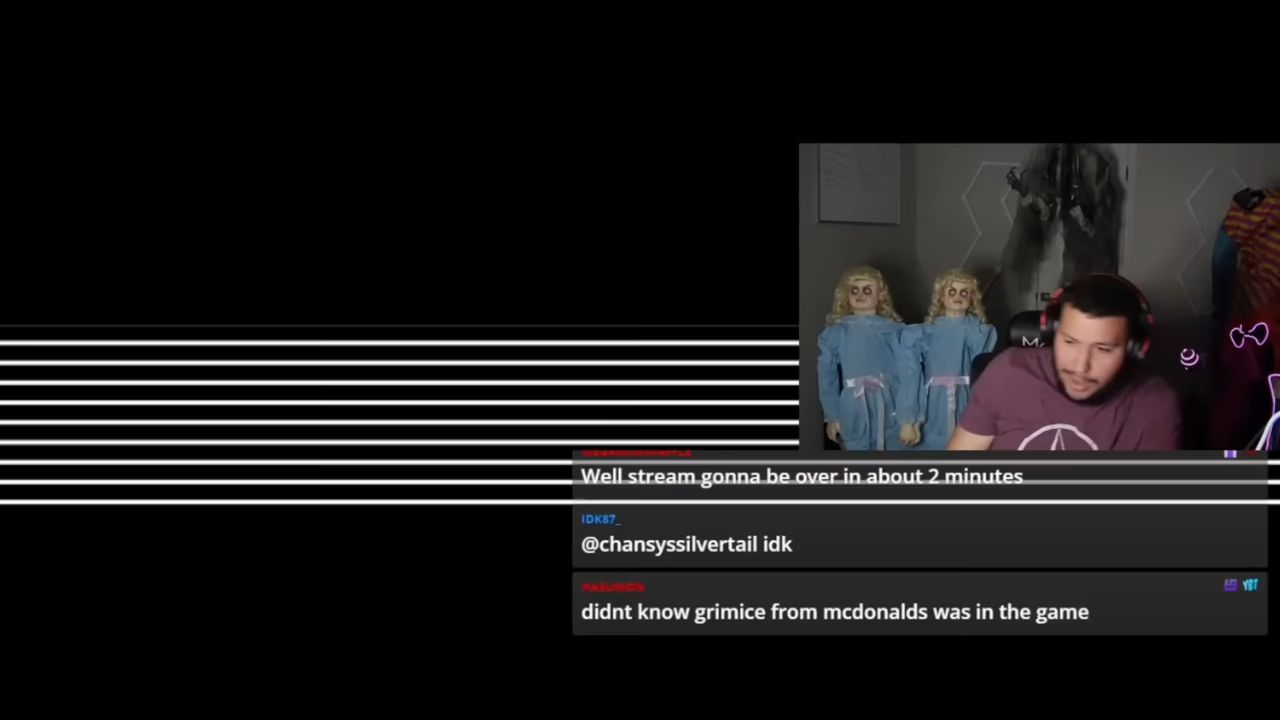 Well stream gonna be over in about 2 minutes
IDK87_
@chansyssilvertail idk
didnt know grimice from mcdonalds was in the game